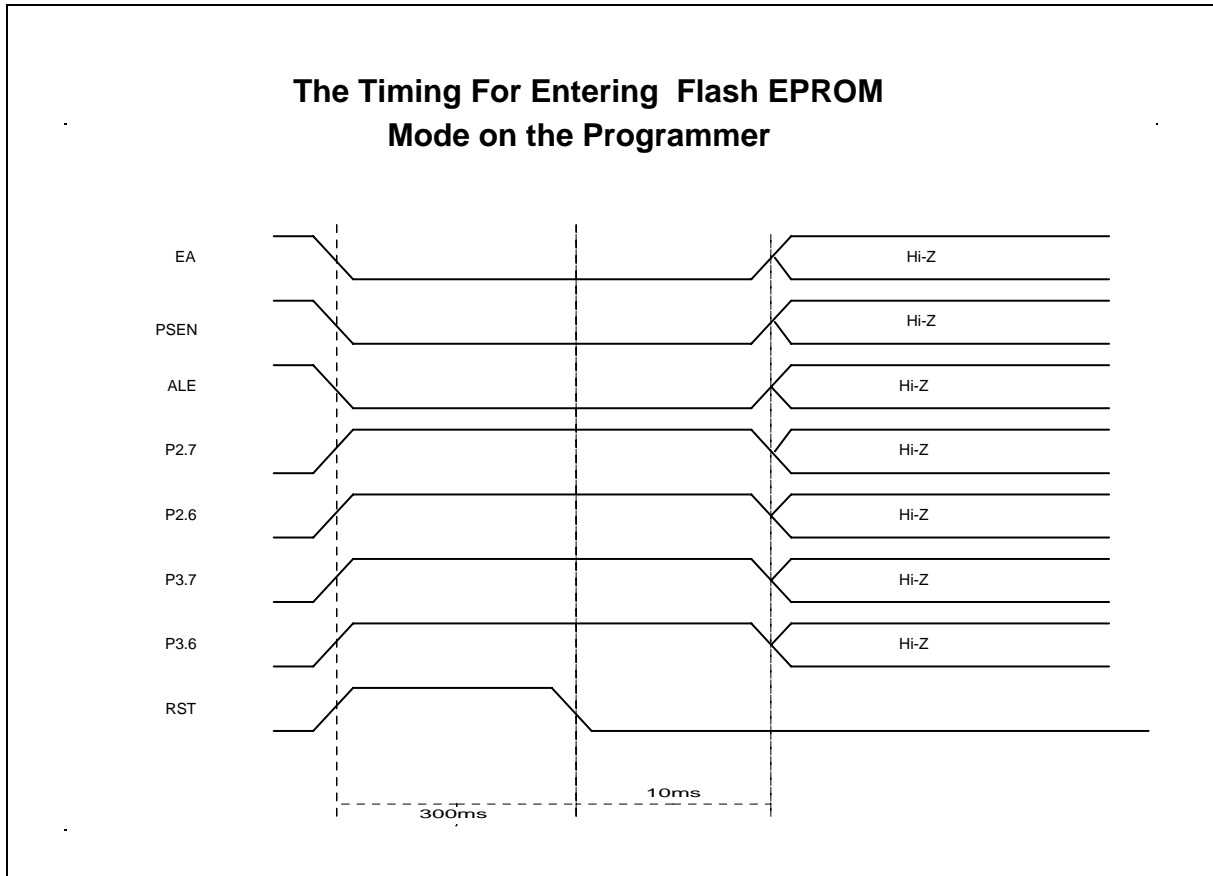 The Timing For Entering Flash EPROM
Mode on the Programmer
EA
Hi-Z
PSEN
Hi-Z
ALE
Hi-Z
P2.7
Hi-Z
P2.6
Hi-Z
P3.7
Hi-Z
P3.6
Hi-Z
RST
10ms
300ms